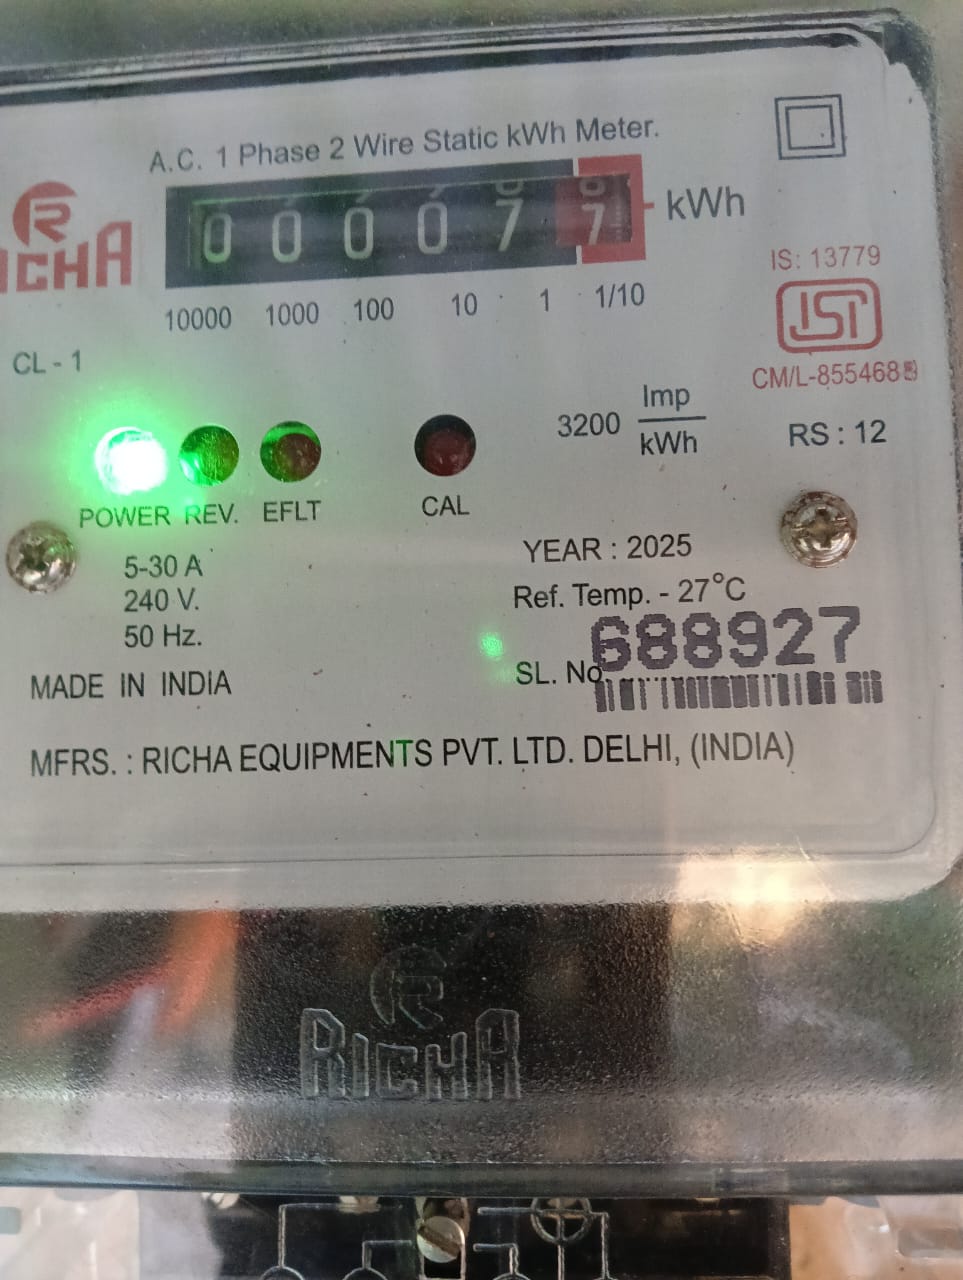 A.C. 1 Phase 2 Wire Static kWh Meter.
0 0 0 0 7 7 kWh
10000 1000 100 10 1 1/10
RICHA
IS: 13779
ISI
CM/L-855468
CL - 1
3200 Imp
kWh
RS : 12
POWER REV. EFLT CAL
5-30 A
240 V.
50 Hz.
YEAR : 2025
Ref. Temp. - 27°C
SL. No. 688927
MADE IN INDIA
MFRS. : RICHA EQUIPMENTS PVT. LTD. DELHI, (INDIA)
RICHA